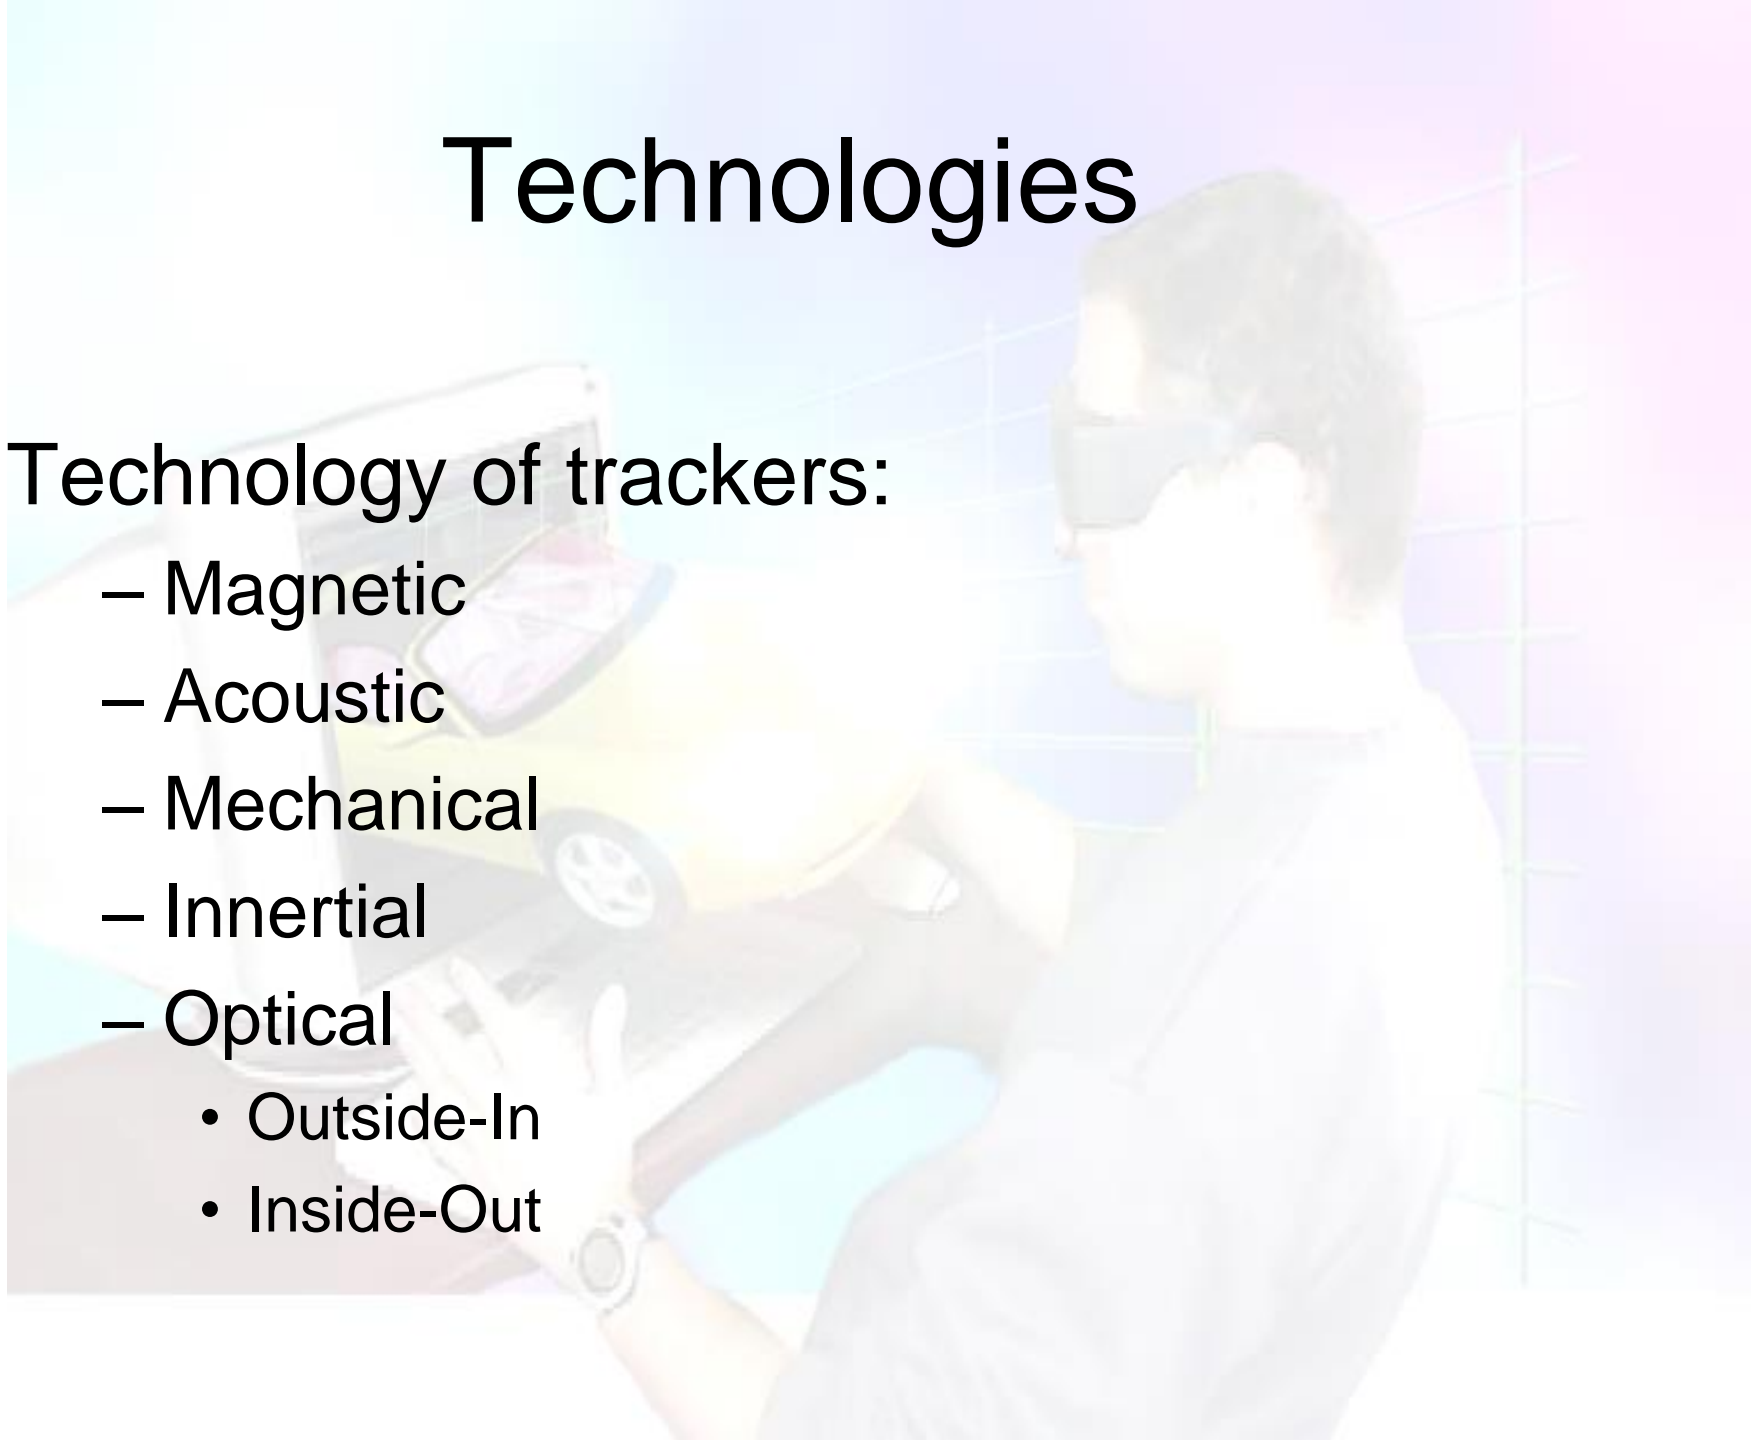 Technologies
Technology of trackers:
– Magnetic
– Acoustic
– Mechanical
– Innertial
– Optical
• Outside-In
• Inside-Out